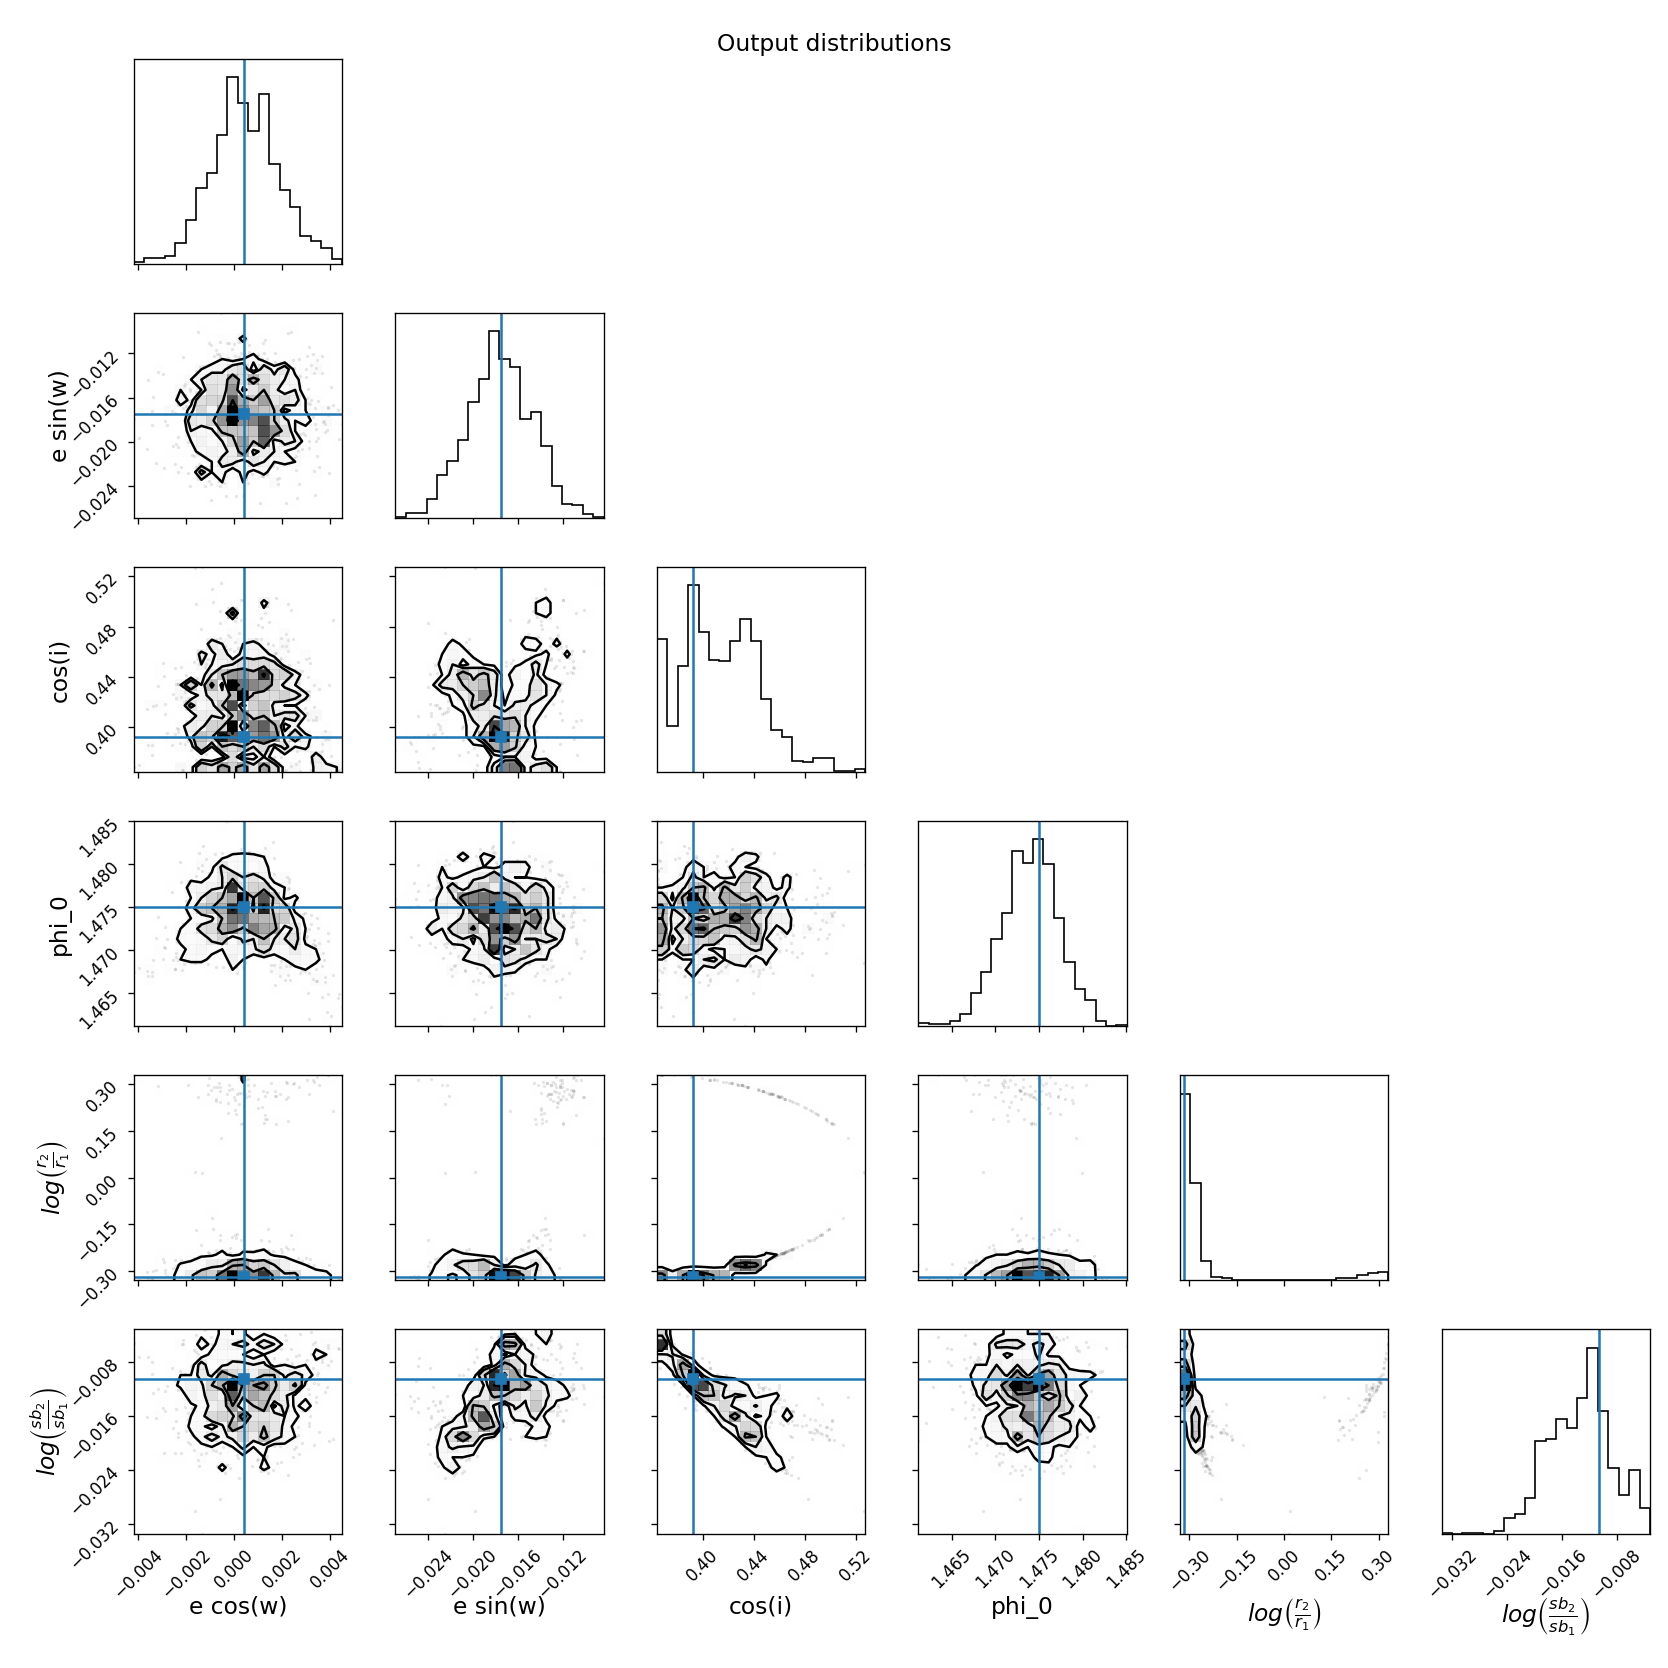 Output distributions
e sin(w)
−0.012
−0.016
−0.020
−0.024
cos(i)
0.52
0.48
0.44
0.40
phi_0
1.485
1.480
1.475
1.470
1.465
log(r₂/r₁)
0.30
0.15
0.00
−0.15
−0.30
log(sb₂/sb₁)
−0.008
−0.016
−0.024
−0.032
−0.004 −0.002 0.000 0.002 0.004
−0.024 −0.020 −0.016 −0.012
0.40 0.44 0.48 0.52
1.465 1.470 1.475 1.480 1.485
−0.30 −0.15 0.00 0.15 0.30
−0.032 −0.024 −0.016 −0.008
e cos(w)
e sin(w)
cos(i)
phi_0
log(r₂/r₁)
log(sb₂/sb₁)